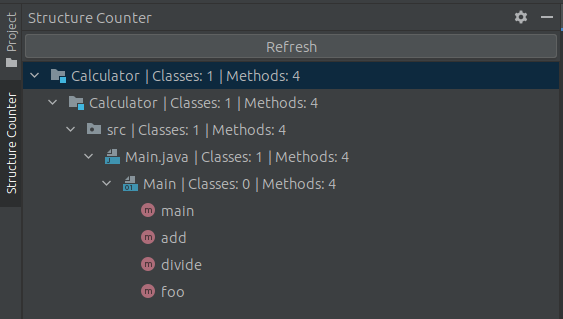 Structure Counter
Project
Structure Counter
Refresh
Calculator | Classes: 1 | Methods: 4
Calculator | Classes: 1 | Methods: 4
src | Classes: 1 | Methods: 4
Main.java | Classes: 1 | Methods: 4
Main | Classes: 0 | Methods: 4
m main
m add
m divide
m foo